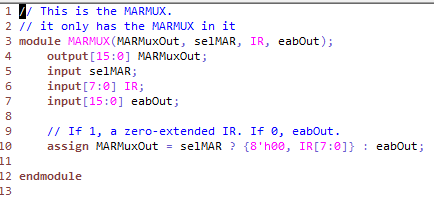 1 // This is the MARMUX.
2 // it only has the MARMUX in it
3 module MARMUX(MARMuxOut, selMAR, IR, eabOut);
4     output[15:0] MARMuxOut;
5     input selMAR;
6     input[7:0] IR;
7     input[15:0] eabOut;
8
9     // If 1, a zero-extended IR. If 0, eabOut.
10     assign MARMuxOut = selMAR ? {8'h00, IR[7:0]} : eabOut;
11
12 endmodule
13